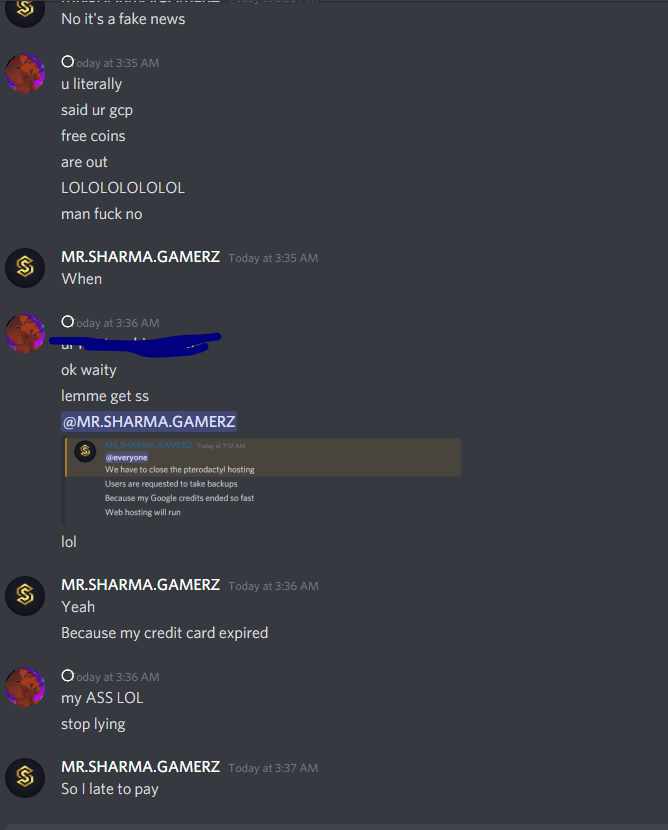 No it's a fake news
oday at 3:35 AM
u literally
said ur gcp
free coins
are out
LOLOLOLOLOLOL
man fuck no
MR.SHARMA.GAMERZ Today at 3:35 AM
When
oday at 3:36 AM
ok waity
lemme get ss
@MR.SHARMA.GAMERZ
MR.SHARMA.GAMERZ Today at 7:12 AM
@everyone
We have to close the pterodactyl hosting
Users are requested to take backups
Because my Google credits ended so fast
Web hosting will run
lol
MR.SHARMA.GAMERZ Today at 3:36 AM
Yeah
Because my credit card expired
oday at 3:36 AM
my ASS LOL
stop lying
MR.SHARMA.GAMERZ Today at 3:37 AM
So I late to pay